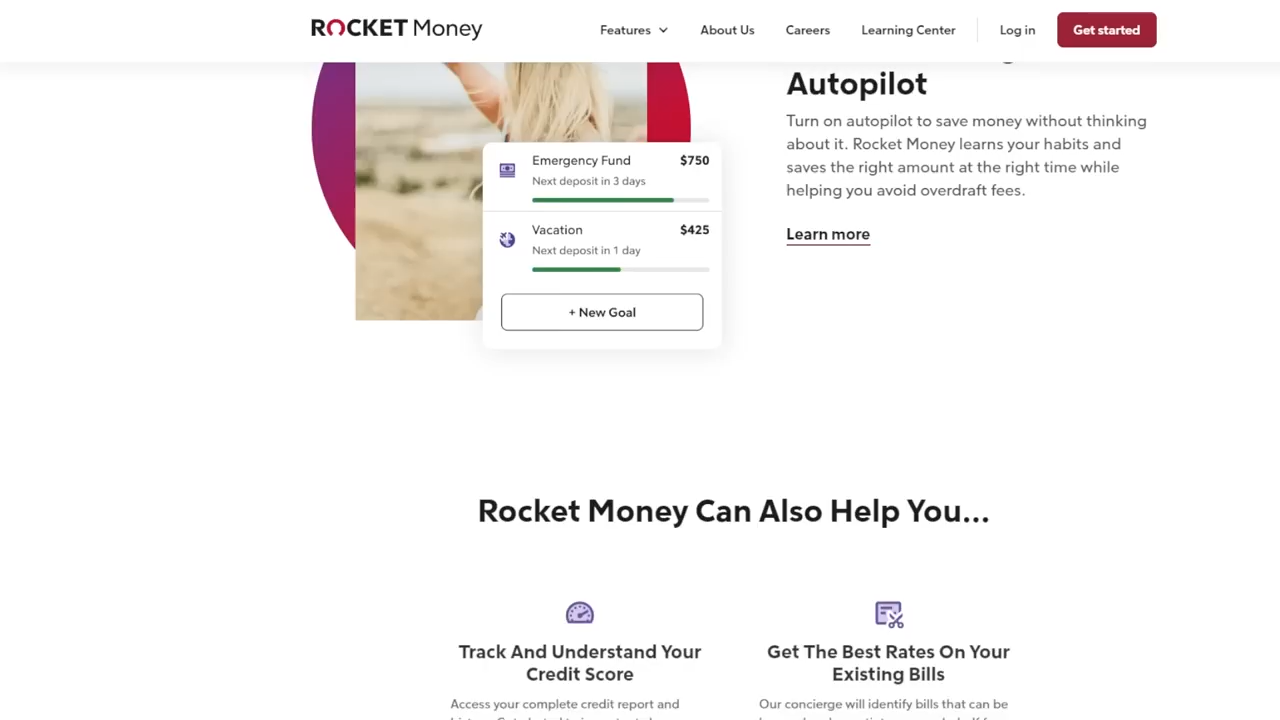 ROCKET Money
Features
About Us
Careers
Learning Center
Log in
Get started
Autopilot
Turn on autopilot to save money without thinking
about it. Rocket Money learns your habits and
saves the right amount at the right time while
helping you avoid overdraft fees.
Learn more
Emergency Fund $750
Next deposit in 3 days
Vacation $425
Next deposit in 1 day
+ New Goal
Rocket Money Can Also Help You...
Track And Understand Your
Credit Score
Access your complete credit report and
Get The Best Rates On Your
Existing Bills
Our concierge will identify bills that can be